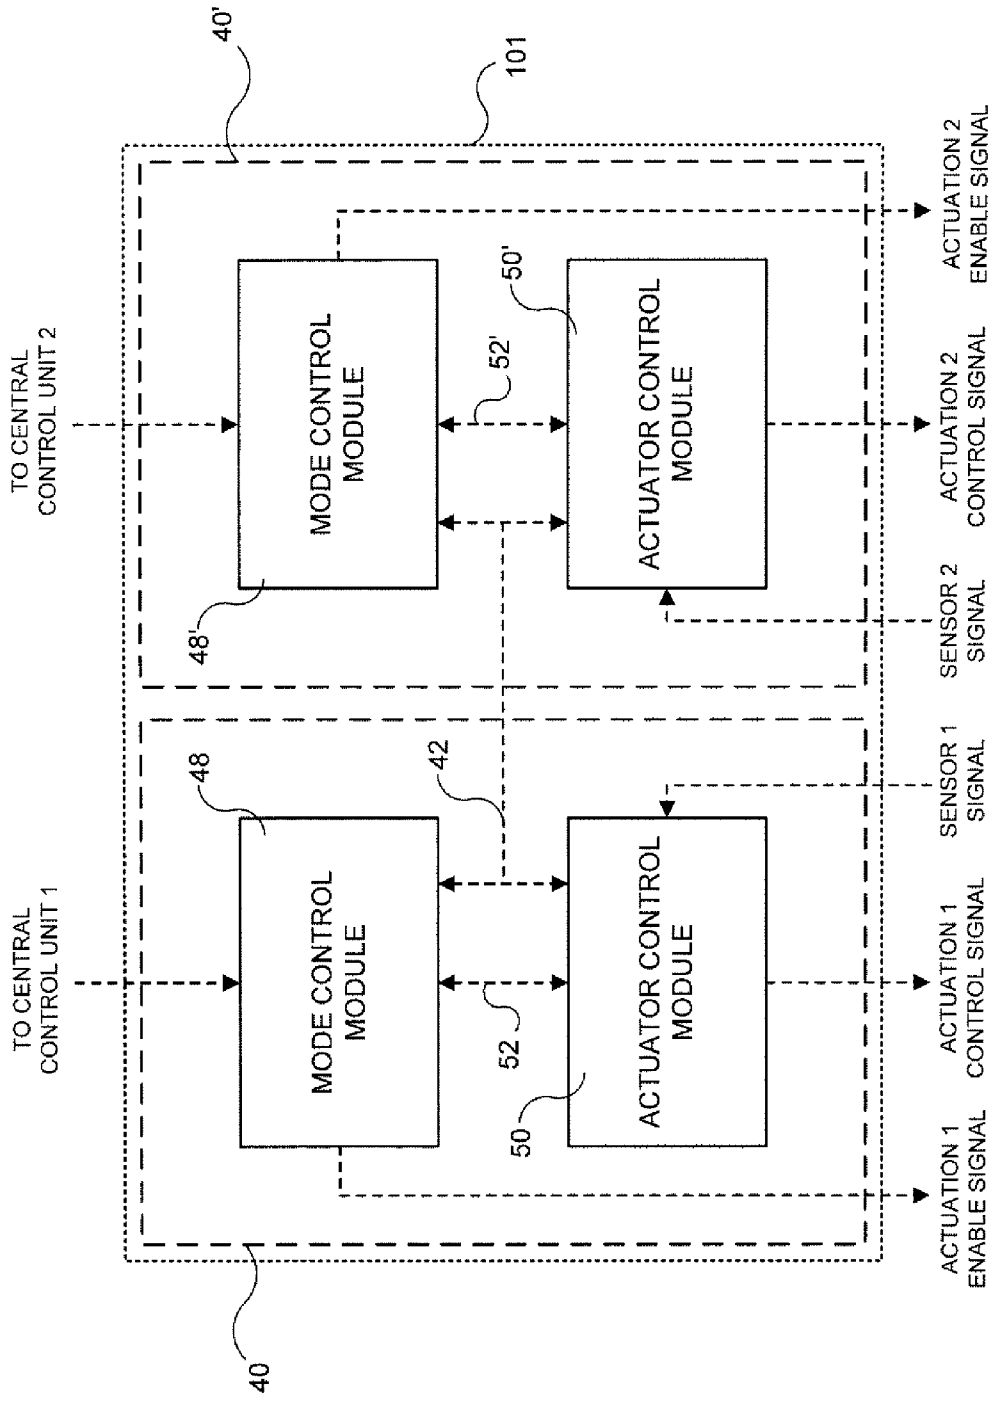 TO CENTRAL
CONTROL UNIT 1
TO CENTRAL
CONTROL UNIT 2
40'
101
40
48
MODE CONTROL
MODULE
48'
MODE CONTROL
MODULE
42
52
52'
50
ACTUATOR CONTROL
MODULE
50'
ACTUATOR CONTROL
MODULE
ACTUATION 1
ENABLE SIGNAL
ACTUATION 1
CONTROL SIGNAL
SENSOR 1
SIGNAL
SENSOR 2
SIGNAL
ACTUATION 2
CONTROL SIGNAL
ACTUATION 2
ENABLE SIGNAL